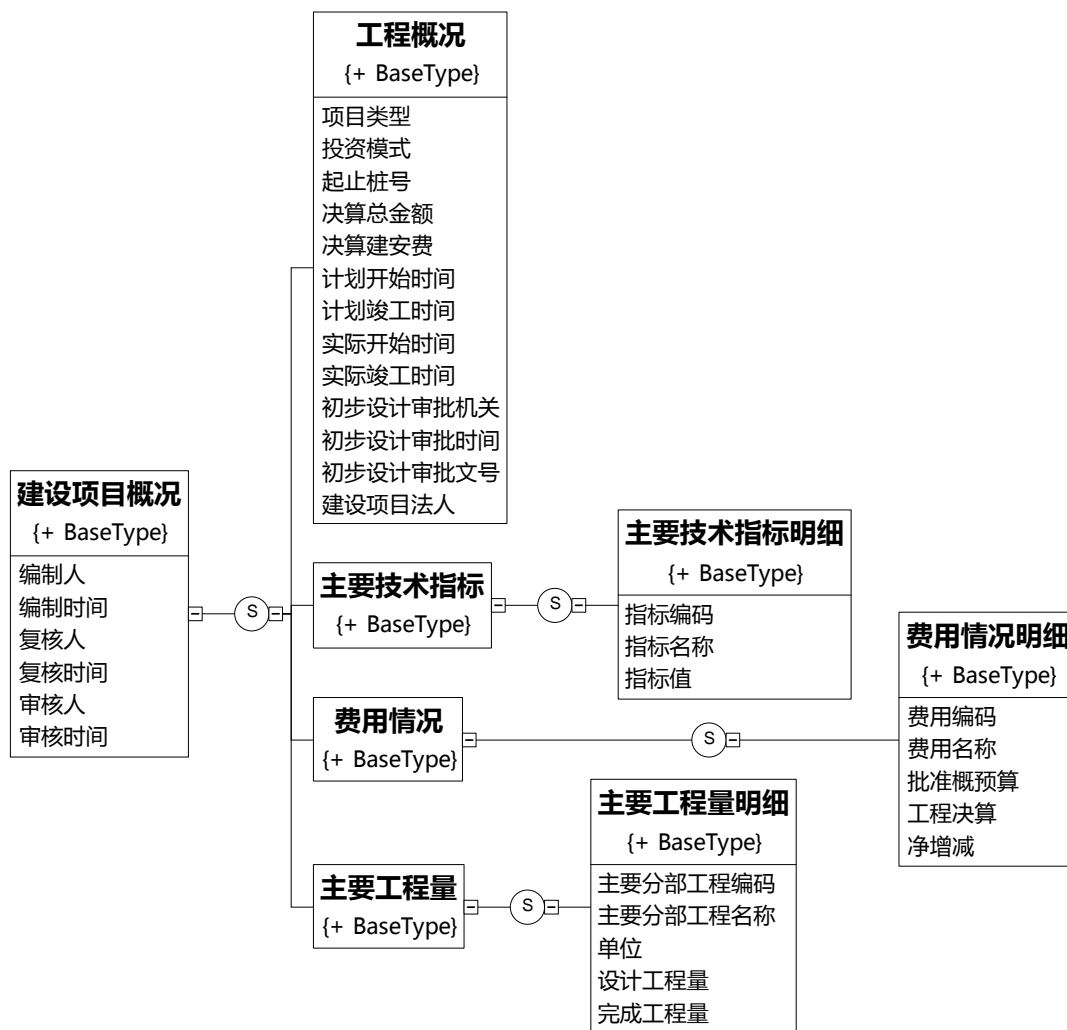 工程概况
{+ BaseType}
项目类型
投资模式
起止桩号
决算总金额
决算建安费
计划开始时间
计划竣工时间
实际开始时间
实际竣工时间
初步设计审批机关
初步设计审批时间
初步设计审批文号
建设项目法人
建设项目概况
{+ BaseType}
编制人
编制时间
复核人
复核时间
审核人
审核时间
S
主要技术指标
{+ BaseType}
S
主要技术指标明细
{+ BaseType}
指标编码
指标名称
指标值
费用情况
{+ BaseType}
S
费用情况明细
{+ BaseType}
费用编码
费用名称
批准概预算
工程决算
净增减
主要工程量
{+ BaseType}
S
主要工程量明细
{+ BaseType}
主要分部工程编码
主要分部工程名称
单位
设计工程量
完成工程量